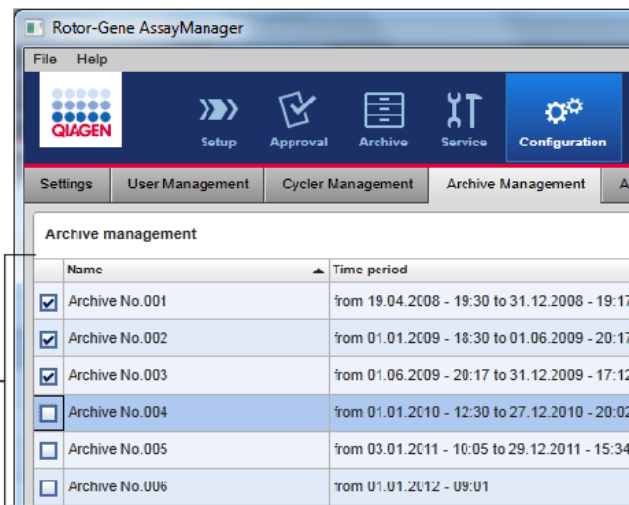 Rotor-Gene AssayManager
File Help
QIAGEN
Setup Approval Archive Service Configuration
Settings User Management Cycler Management Archive Management A
Archive management
Name Time period
Archive No.001 from 19.04.2008 - 19:30 to 31.12.2008 - 19:17
Archive No.002 from 01.01.2009 - 18:30 to 01.06.2009 - 20:17
Archive No.003 from 01.06.2009 - 20:17 to 31.12.2009 - 17:12
Archive No.004 from 01.01.2010 - 12:30 to 27.12.2010 - 20:02
Archive No.005 from 03.01.2011 - 10:05 to 29.12.2011 - 15:34
Archive No.006 from 01.01.2012 - 09:01